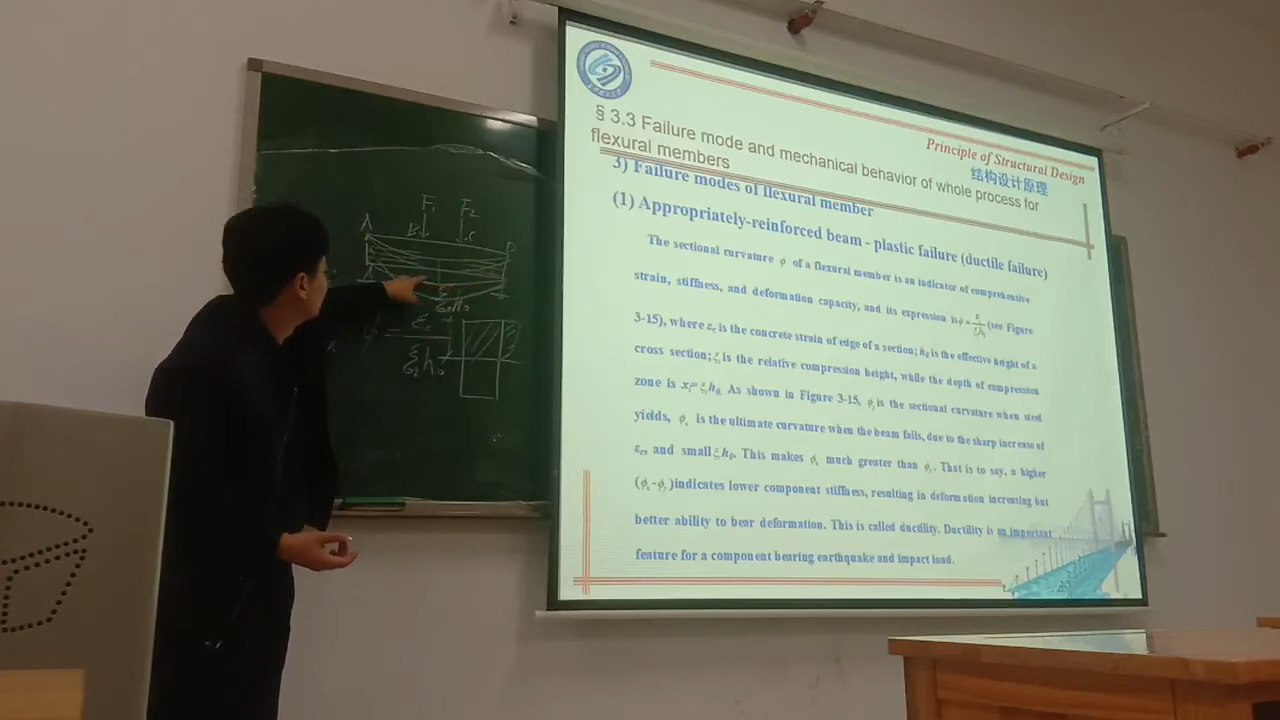 § 3.3 Failure mode and mechanical behavior of whole process for
flexural members
Principle of Structural Design
结构设计原理
3) Failure modes of flexural member
(1) Appropriately-reinforced beam - plastic failure (ductile failure)
The sectional curvature ϕ of a flexural member is an indicator of comprehensive
strain, stiffness, and deformation capacity, and its expression is (see Figure
3-15), where εc is the concrete strain of edge of a section; h0 is the effective height of a
cross section; ξ is the relative compression height, while the depth of compression
zone is x=ξh0. As shown in Figure 3-15, ϕ is the sectional curvature when steel
yields, ϕu is the ultimate curvature when the beam fails, due to the sharp increase of
εc, and small ξh0. This makes ϕu much greater than ϕy. That is to say, a higher
(ϕu-ϕy) indicates lower component stiffness, resulting in deformation increasing but
better ability to bear deformation. This is called ductility. Ductility is an important
feature for a component bearing earthquake and impact load.
F1 F2
A B C D
ϕ = εc
ξh0